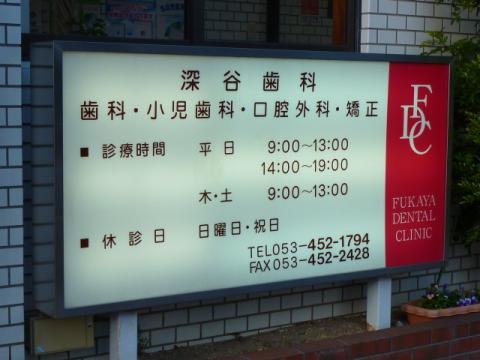 深谷歯科
歯科・小児歯科・口腔外科・矯正
■ 診療時間 平日 9:00〜13:00
14:00〜19:00
木・土 9:00〜13:00
■ 休診日 日曜日・祝日
TEL053-452-1794
FAX053-452-2428
FDC
FUKAYA
DENTAL
CLINIC